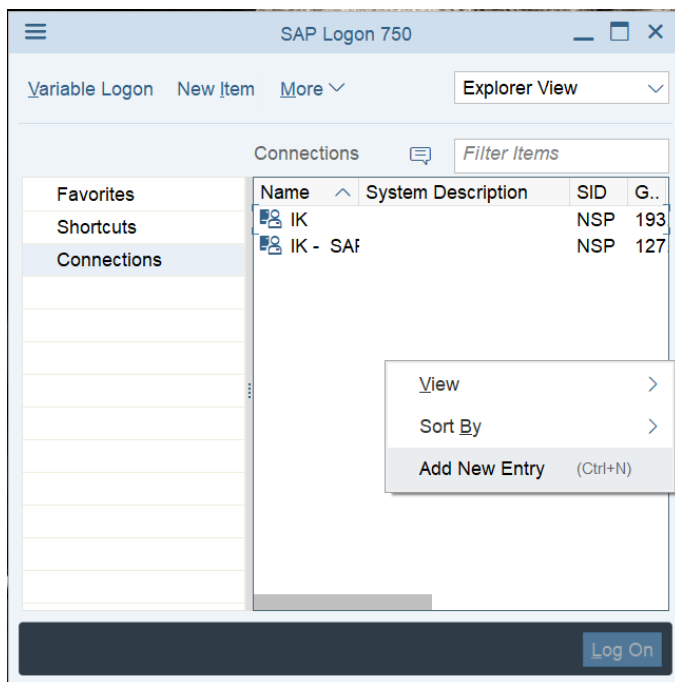 SAP Logon 750
Variable Logon New Item More Explorer View
Connections Filter Items
Favorites
Shortcuts
Connections
Name System Description SID G..
IK NSP 193
IK - SAP NSP 127
View
Sort By
Add New Entry (Ctrl+N)
Log On